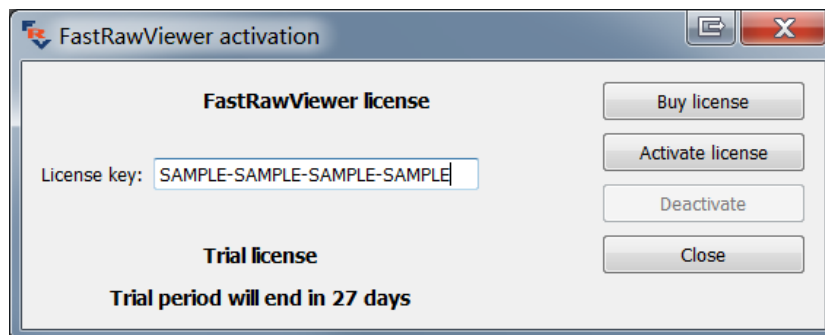 FastRawViewer activation
FastRawViewer license
Buy license
License key: SAMPLE-SAMPLE-SAMPLE-SAMPLE
Activate license
Deactivate
Trial license
Close
Trial period will end in 27 days